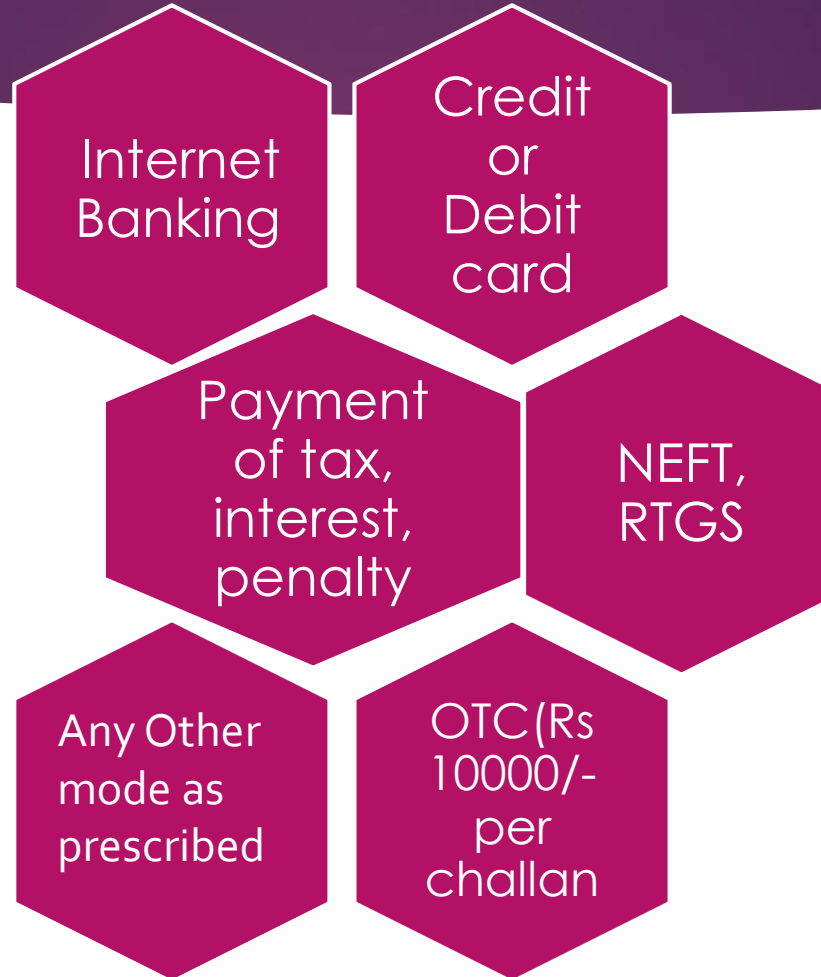 Internet
Banking
Credit
or
Debit
card
Payment
of tax,
interest,
penalty
NEFT,
RTGS
Any Other
mode as
prescribed
OTC(Rs
10000/-
per
challan